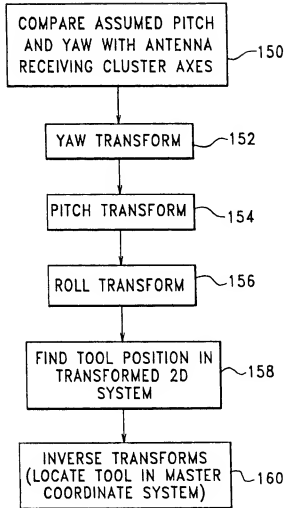 COMPARE ASSUMED PITCH
AND YAW WITH ANTENNA
RECEIVING CLUSTER AXES
150
YAW TRANSFORM
152
PITCH TRANSFORM
154
ROLL TRANSFORM
156
FIND TOOL POSITION IN
TRANSFORMED 2D
SYSTEM
158
INVERSE TRANSFORMS
(LOCATE TOOL IN MASTER
COORDINATE SYSTEM)
160